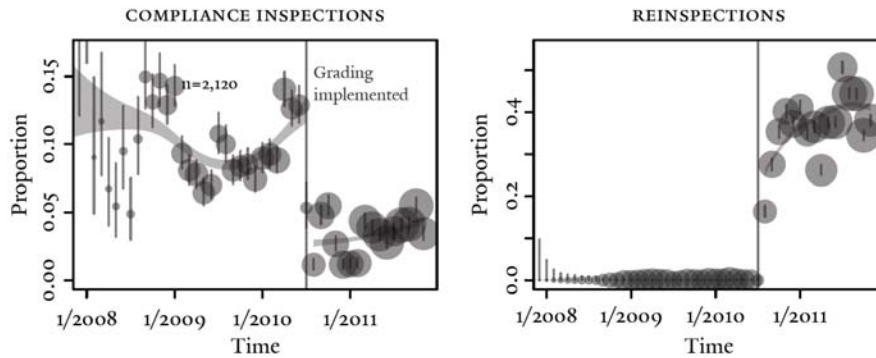 COMPLIANCE INSPECTIONS
Proportion
0.15
0.10
0.05
0.00
n=2,120
Grading
implemented
1/2008
1/2009
1/2010
1/2011
Time
REINSPECTIONS
Proportion
0.4
0.2
0.0
1/2008
1/2009
1/2010
1/2011
Time